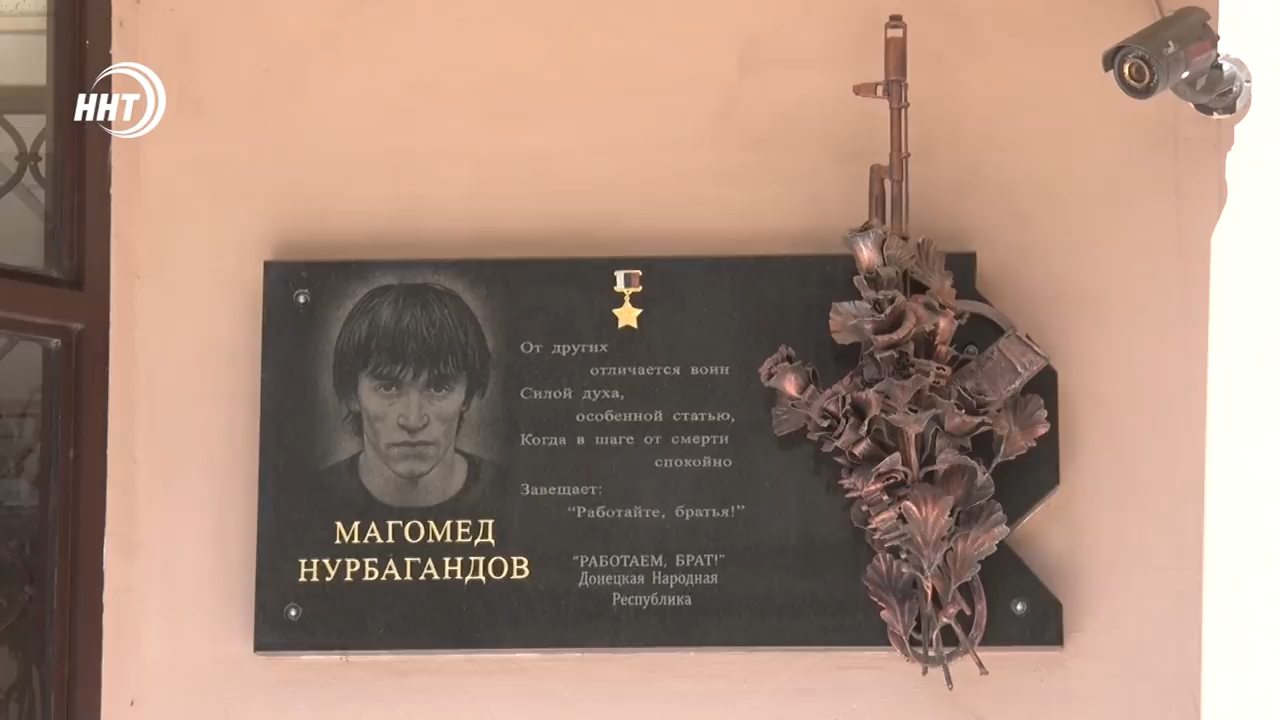 ННТ
От других
отличается воин
Силой духа,
особенной статью,
Когда в шаге от смерти
спокойно
Завещает:
“Работайте, братья!”
МАГОМЕД
НУРБАГАНДОВ
“РАБОТАЕМ, БРАТ!”
Донецкая Народная
Республика